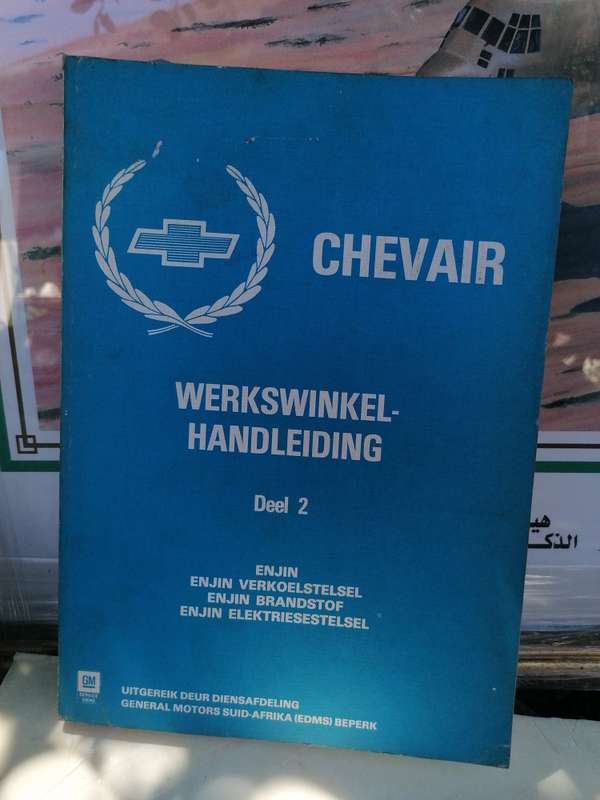 CHEVAIR
WERKSWINKEL-
HANDLEIDING
Deel 2
ENJIN
ENJIN VERKOELSTELSEL
ENJIN BRANDSTOF
ENJIN ELEKTRIESESTELSEL
GM
UITGEREIK DEUR DIENSAFDELING
GENERAL MOTORS SUID-AFRIKA (EDMS) BEPERK